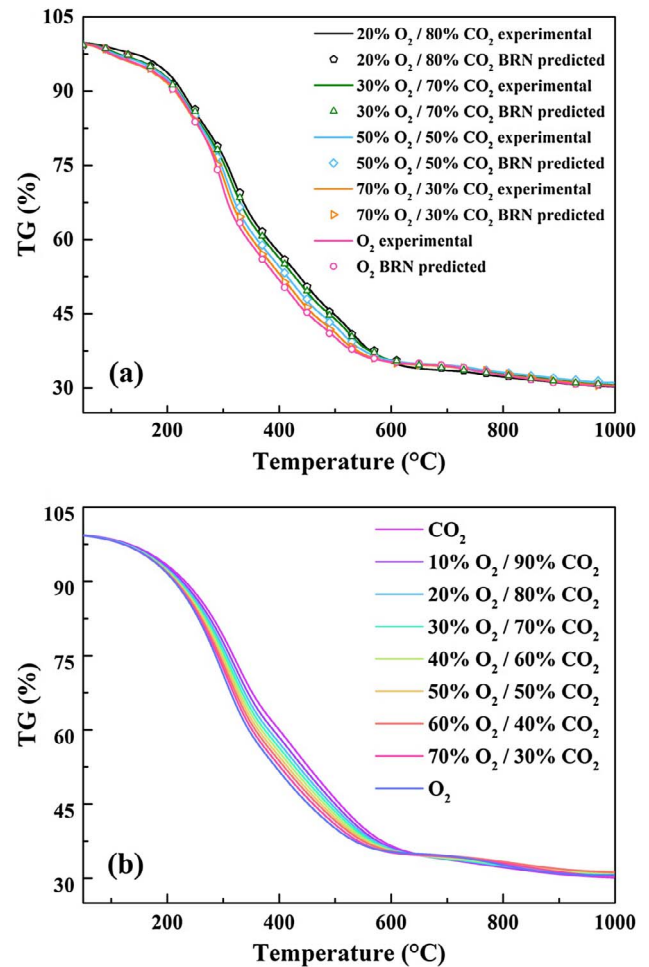 105
90
75
60
45
30
TG (%)
20% O₂ / 80% CO₂ experimental
20% O₂ / 80% CO₂ BRN predicted
30% O₂ / 70% CO₂ experimental
30% O₂ / 70% CO₂ BRN predicted
50% O₂ / 50% CO₂ experimental
50% O₂ / 50% CO₂ BRN predicted
70% O₂ / 30% CO₂ experimental
70% O₂ / 30% CO₂ BRN predicted
O₂ experimental
O₂ BRN predicted
(a)
200 400 600 800 1000
Temperature (°C)
105
90
75
60
45
30
TG (%)
CO₂
10% O₂ / 90% CO₂
20% O₂ / 80% CO₂
30% O₂ / 70% CO₂
40% O₂ / 60% CO₂
50% O₂ / 50% CO₂
60% O₂ / 40% CO₂
70% O₂ / 30% CO₂
O₂
(b)
200 400 600 800 1000
Temperature (°C)